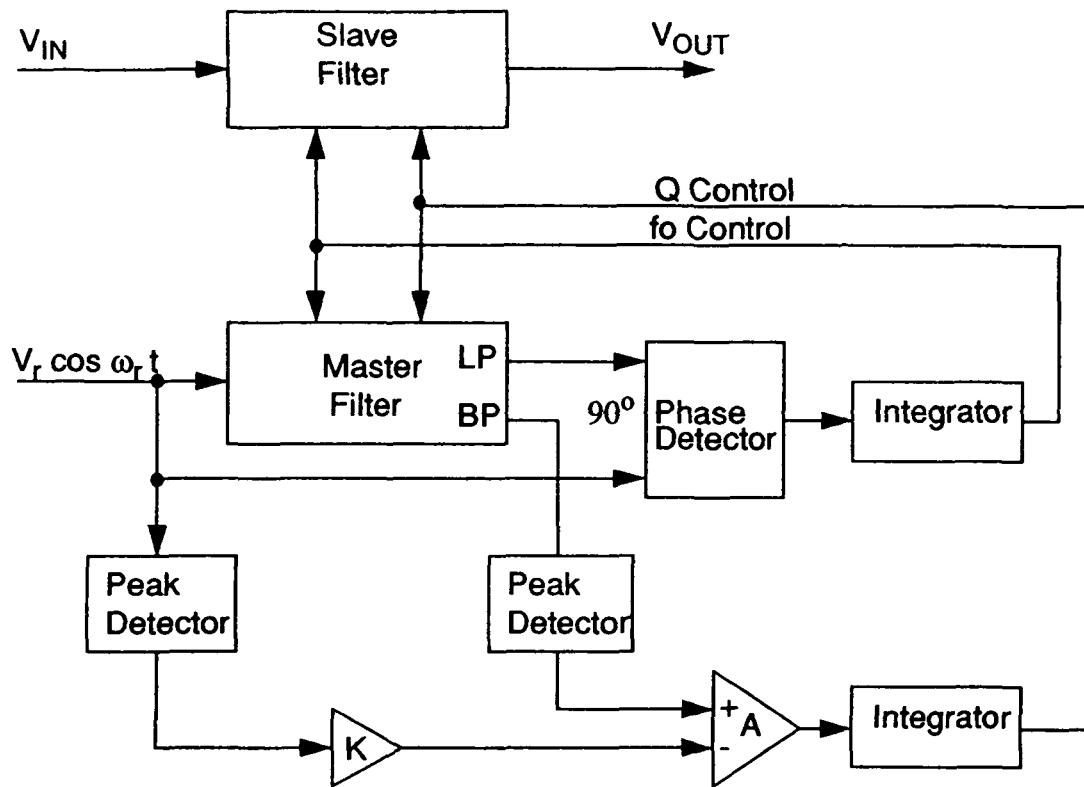 V_IN
Slave
Filter
V_OUT
Q Control
fo Control
V_r cos ω_r t
Master
Filter
LP
BP
90°
Phase
Detector
Integrator
Peak
Detector
Peak
Detector
K
+
-
A
Integrator